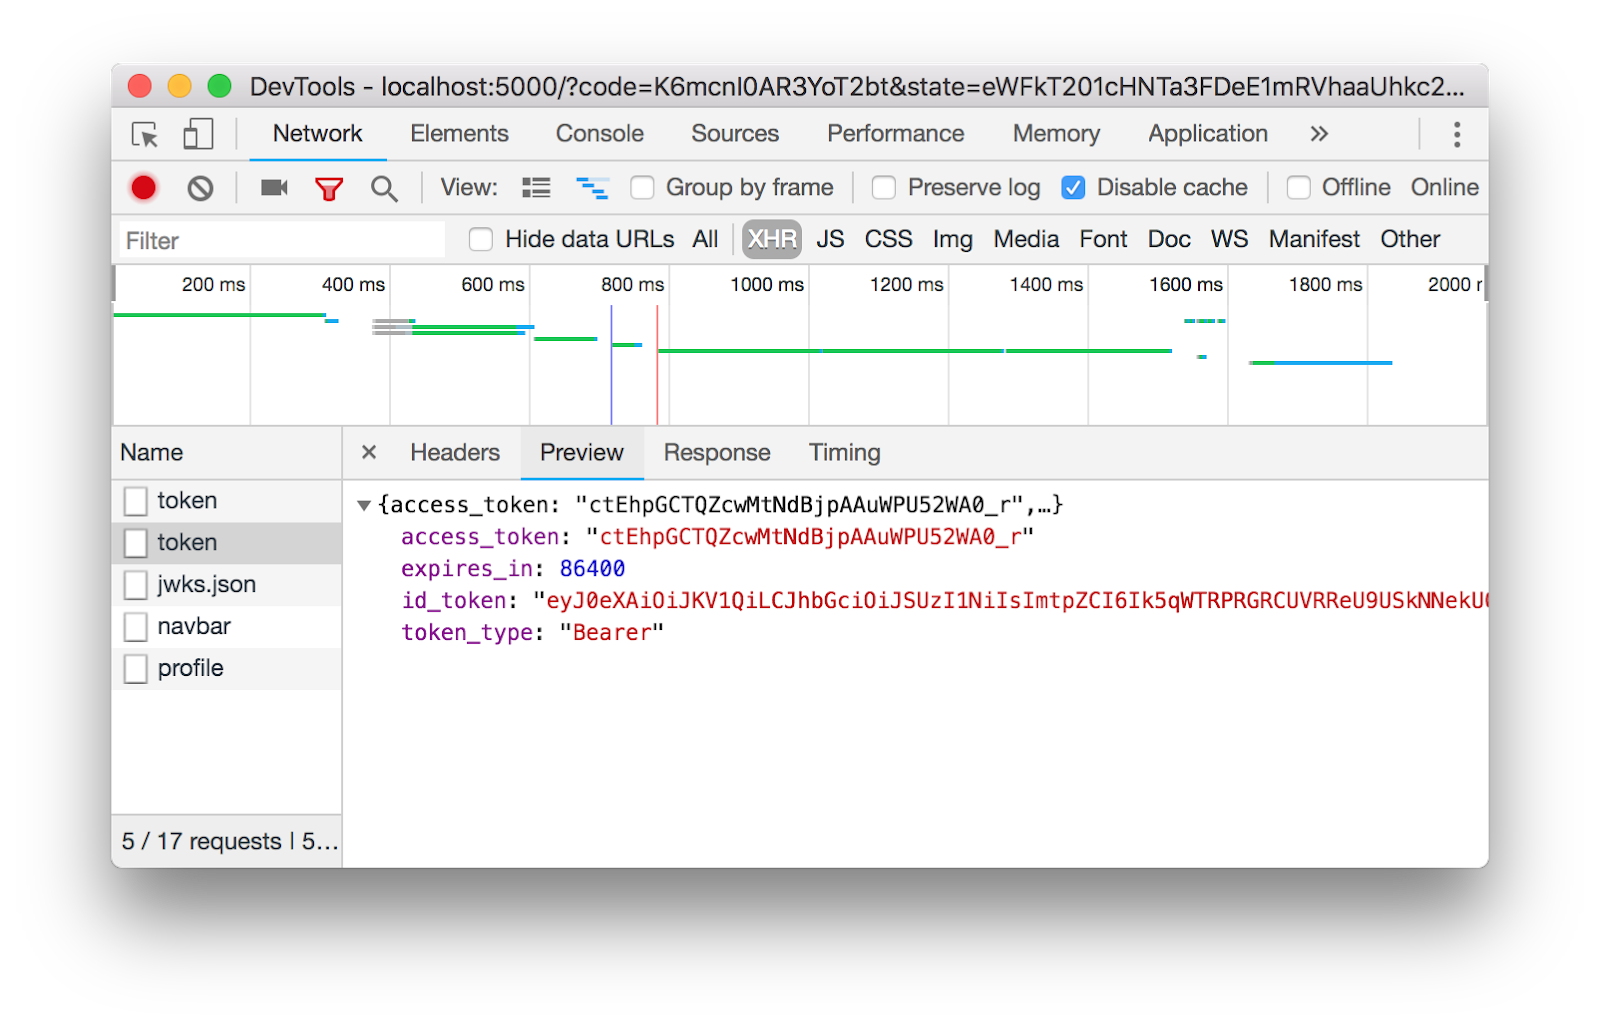 DevTools - localhost:5000/?code=K6mcnI0AR3YoT2bt&state=eWFkT201cHNTa3FDeE1mRVhaaUhkc2...
Network Elements Console Sources Performance Memory Application »
View: Group by frame Preserve log Disable cache Offline Online
Filter Hide data URLs All XHR JS CSS Img Media Font Doc WS Manifest Other
200 ms 400 ms 600 ms 800 ms 1000 ms 1200 ms 1400 ms 1600 ms 1800 ms 2000 r
Name × Headers Preview Response Timing
token
token
jwks.json
navbar
profile
5 / 17 requests | 5...
{access_token: "ctEhpGCTQZcwMtNdBjpAAuWPU52WA0_r",…}
access_token: "ctEhpGCTQZcwMtNdBjpAAuWPU52WA0_r"
expires_in: 86400
id_token: "eyJ0eXAiOiJKV1QiLCJhbGciOiJSUzI1NiIsImtpZCI6Ik5qWTRPRGRCUVRReU9USkNNekU
token_type: "Bearer"